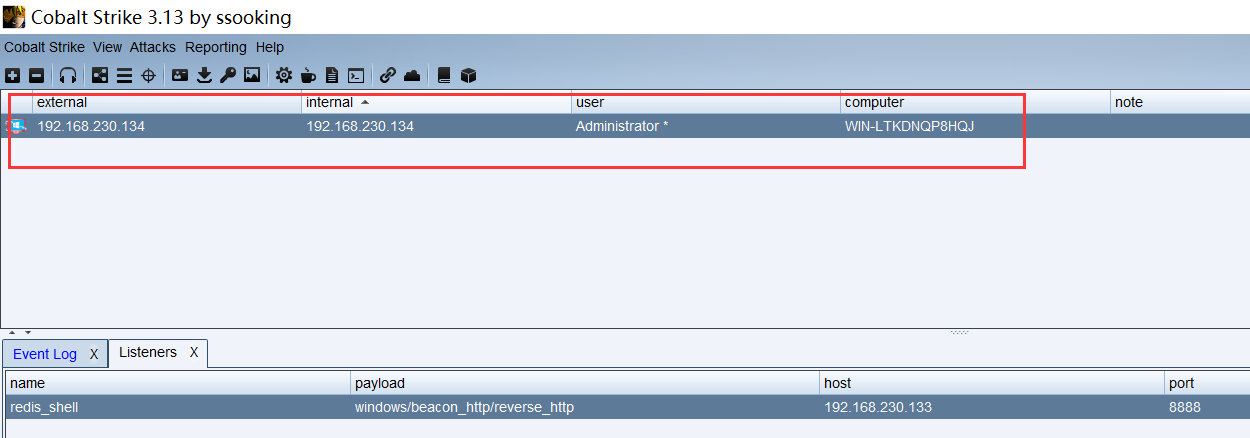 Cobalt Strike 3.13 by ssooking
Cobalt Strike View Attacks Reporting Help
external internal user computer note
192.168.230.134 192.168.230.134 Administrator * WIN-LTKDNQP8HQJ
Event Log X Listeners X
name payload host port
redis_shell windows/beacon_http/reverse_http 192.168.230.133 8888